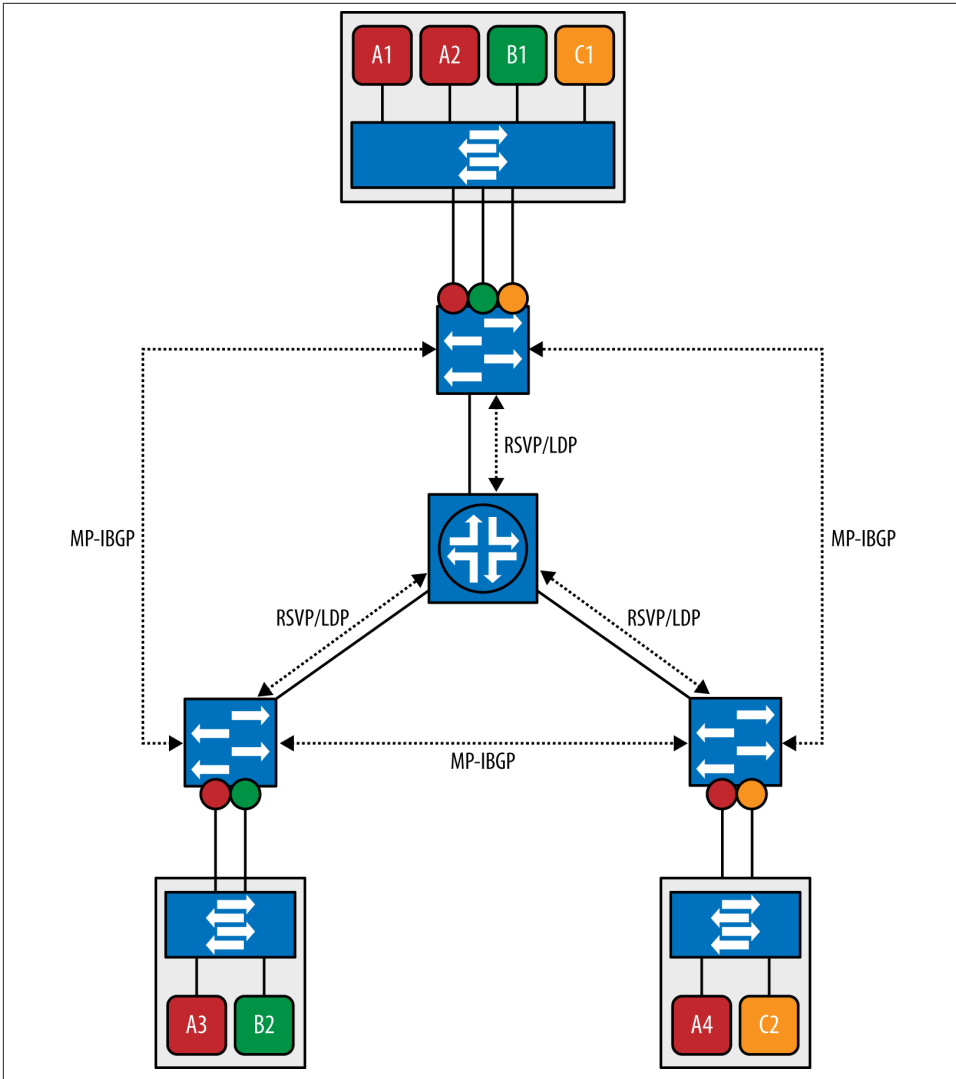 A1 A2 B1 C1
RSVP/LDP
MP-IBGP
MP-IBGP
RSVP/LDP
RSVP/LDP
MP-IBGP
A3 B2
A4 C2